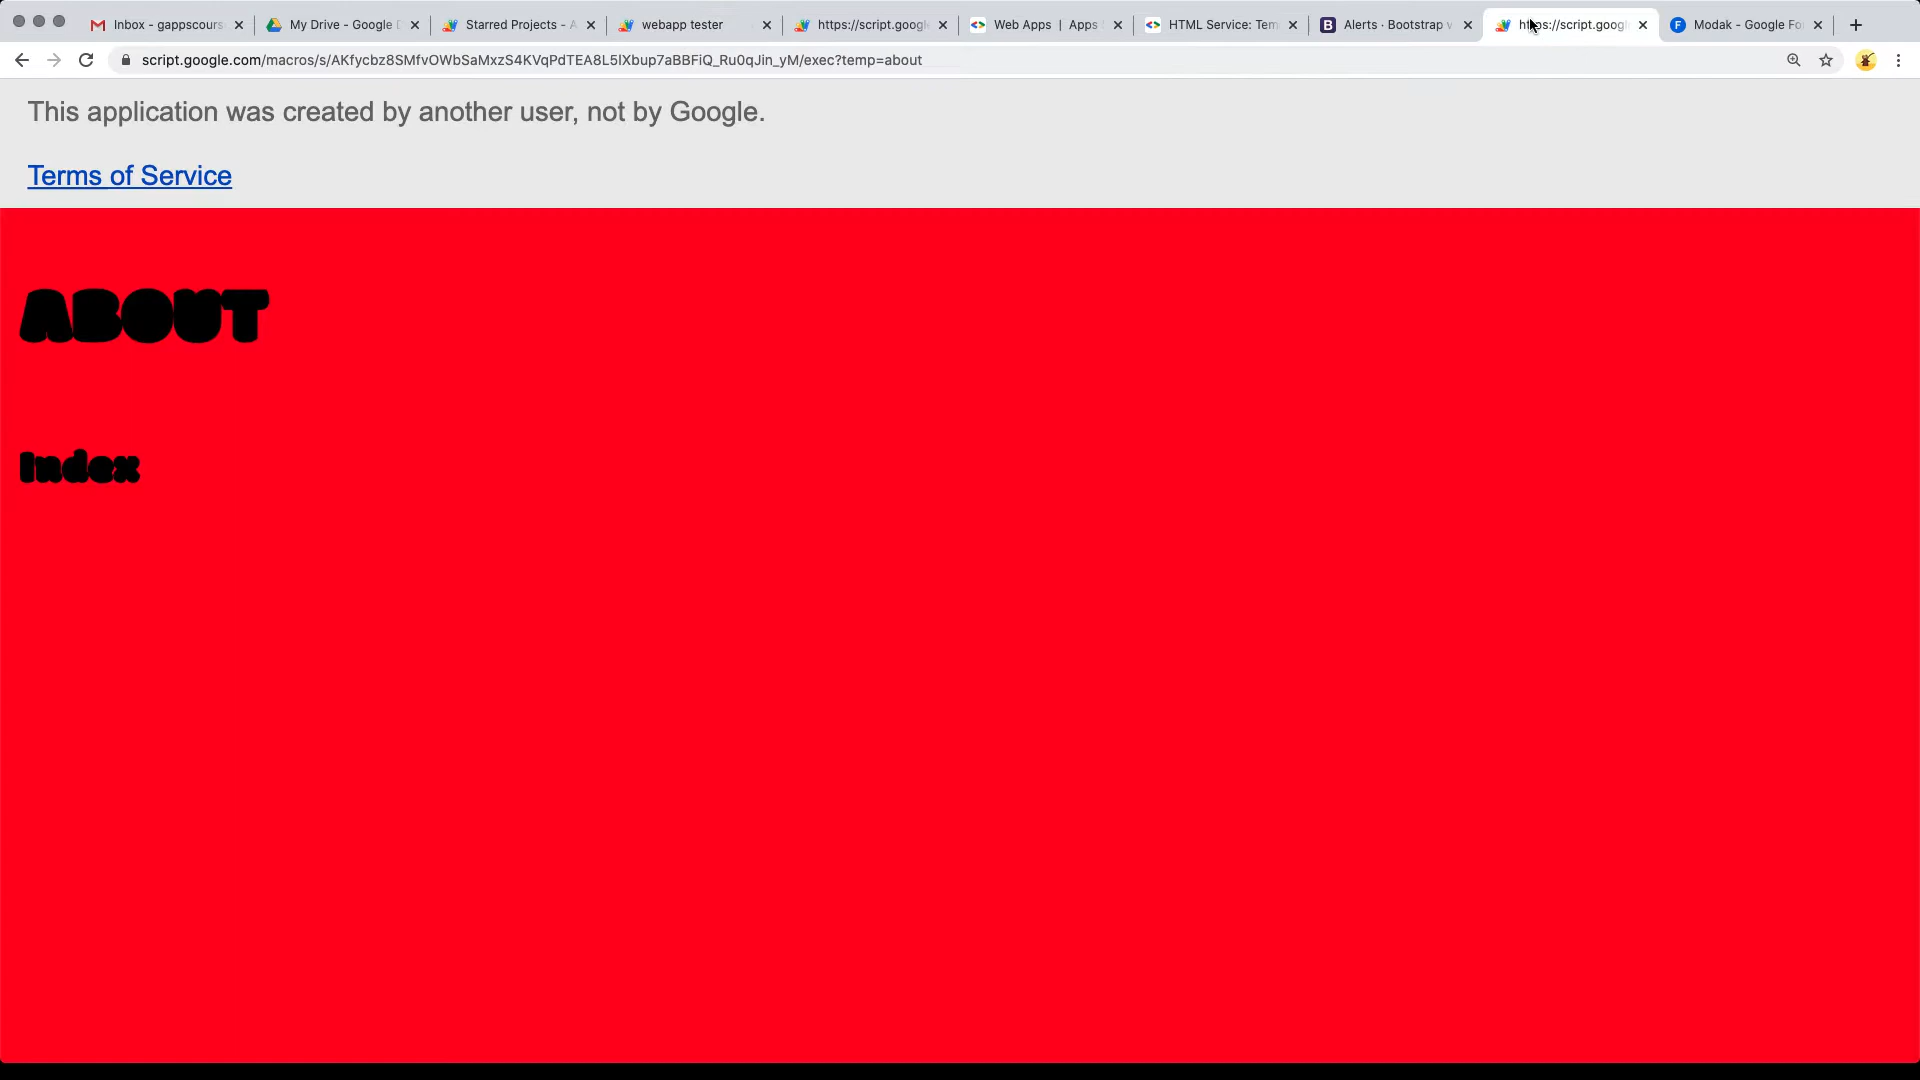 Inbox - gappscours
My Drive - Google D
Starred Projects - A
webapp tester
https://script.googl
Web Apps | Apps S
HTML Service: Tem
Alerts · Bootstrap v
https://script.googl
Modak - Google Fo
script.google.com/macros/s/AKfycbz8SMfvOWbSaMxzS4KVqPdTEA8L5lXbup7aBBFiQ_Ru0qJin_yM/exec?temp=about
This application was created by another user, not by Google.
Terms of Service
ABOUT
Index